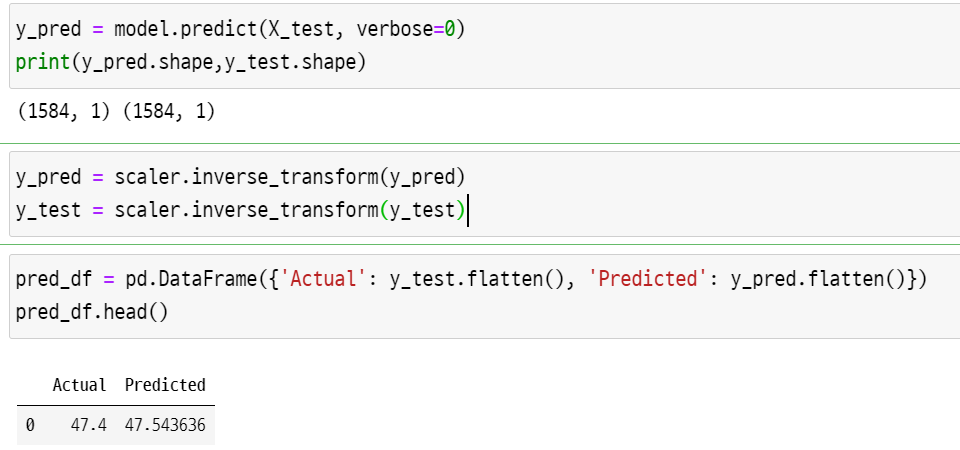 y_pred = model.predict(X_test, verbose=0)
print(y_pred.shape,y_test.shape)
(1584, 1) (1584, 1)
y_pred = scaler.inverse_transform(y_pred)
y_test = scaler.inverse_transform(y_test)
pred_df = pd.DataFrame({'Actual': y_test.flatten(), 'Predicted': y_pred.flatten()})
pred_df.head()
Actual Predicted
0 47.4 47.543636